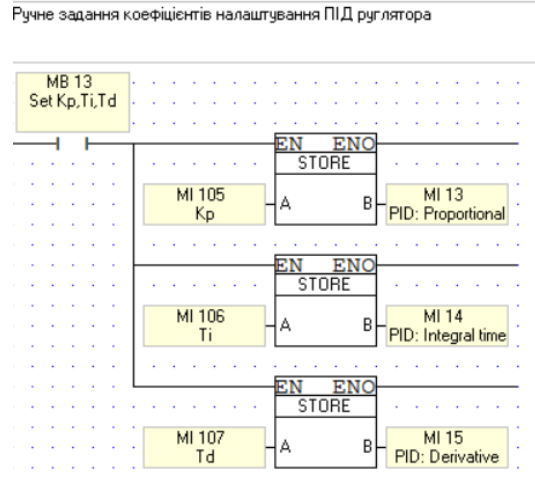 Ручне задання коефіцієнтів налаштування ПІД руглятора
MB 13
Set Kp,Ti,Td
EN ENO
STORE
MI 105
Kp
A B
MI 13
PID: Proportional
EN ENO
STORE
MI 106
Ti
A B
MI 14
PID: Integral time
EN ENO
STORE
MI 107
Td
A B
MI 15
PID: Derivative